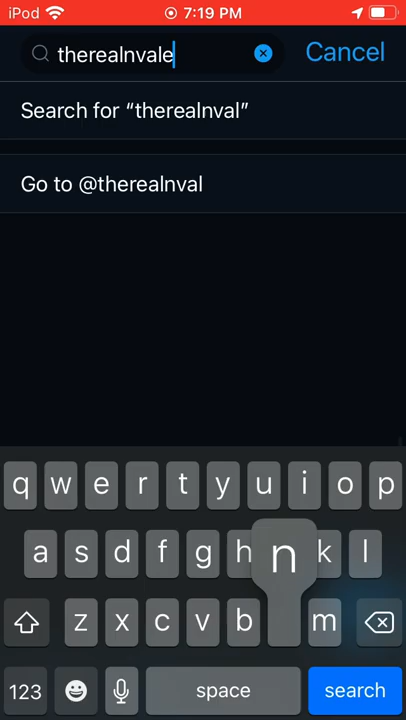 iPod 7:19 PM
therealnvale Cancel
Search for “therealnval”
Go to @therealnval
q w e r t y u i o p
a s d f g h n k l
z x c v b m
123 space search